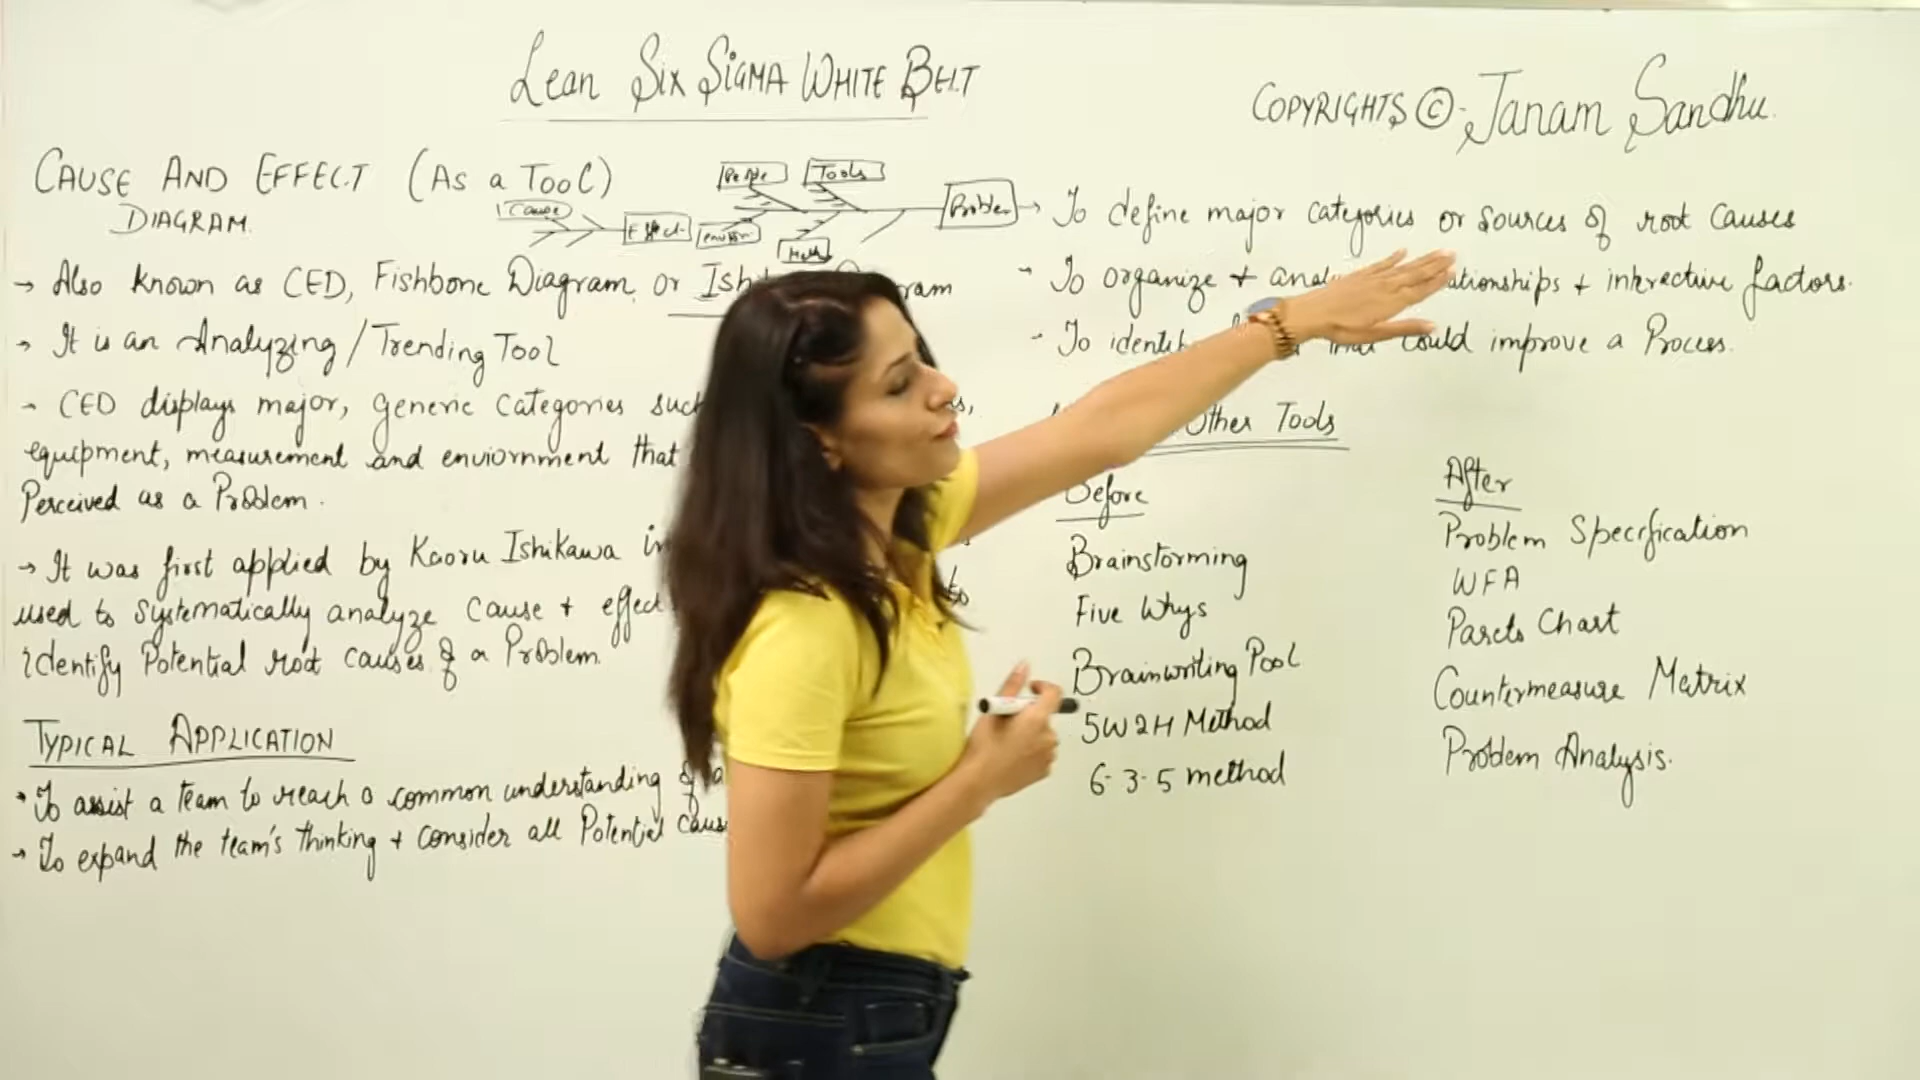 Lean Six Sigma White Belt
COPYRIGHTS © - Janam Sandhu.
CAUSE AND EFFECT (As a Tool)
DIAGRAM
Cause
Effect
People
Tools
Problem
→ Also known as CED, Fishbone Diagram, or
→ It is an Analyzing / Trending Tool
- CED displays major, generic categories
equipment, measurement and enviornment that
Perceived as a Problem.
→ It was first applied by Kaoru Ishikawa
used to systematically analyze cause + effect
identify Potential root causes of a Problem.
TYPICAL APPLICATION
• To assist a team to reach a common understanding of a
→ To expand the team's thinking + consider all Potential
→ To define major categories or sources of root causes
- To organize + + interactive factors.
- To could improve a Process.
Other Tools
Before
Brainstorming
Five Whys
Brainwriting Pool
5W2H Method
6-3-5 method
After
Problem Specification
WFA
Pareto Chart
Countermeasure Matrix
Problem Analysis.